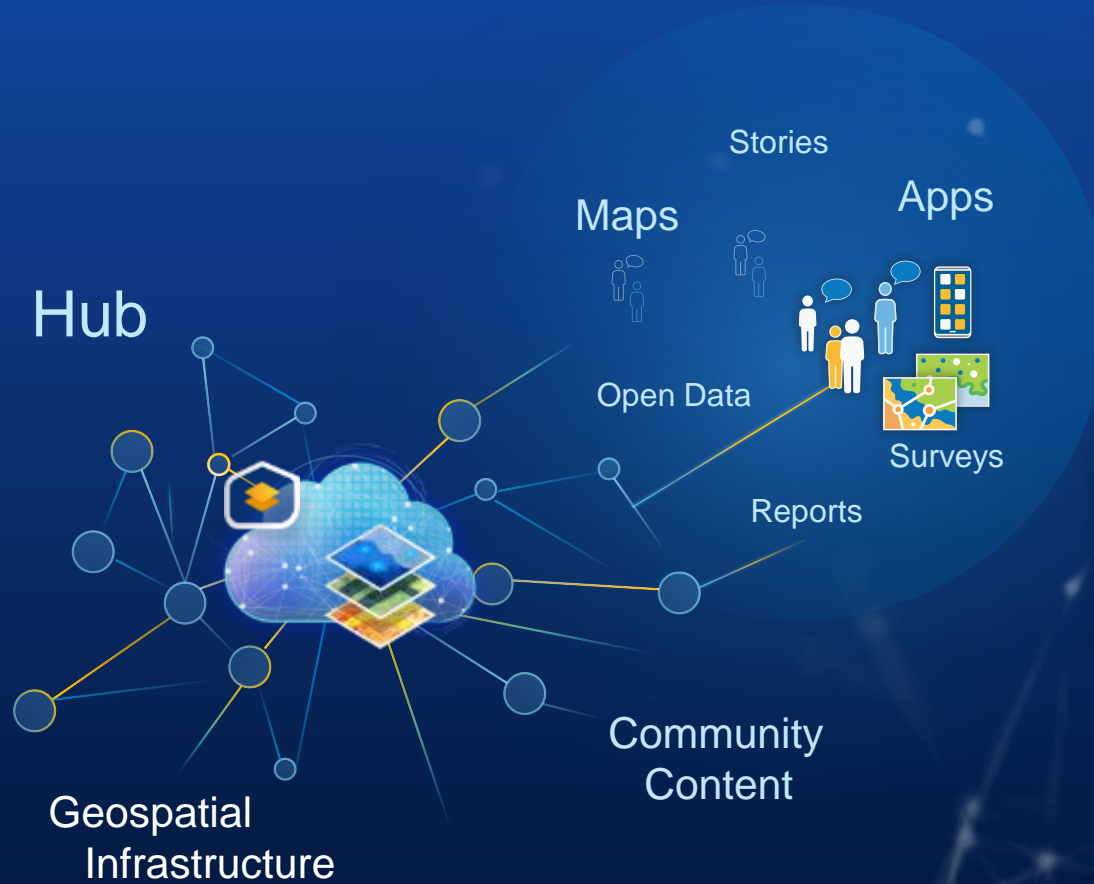 Stories
Apps
Maps
Hub
Open Data
Surveys
Reports
Community
Content
Geospatial
Infrastructure